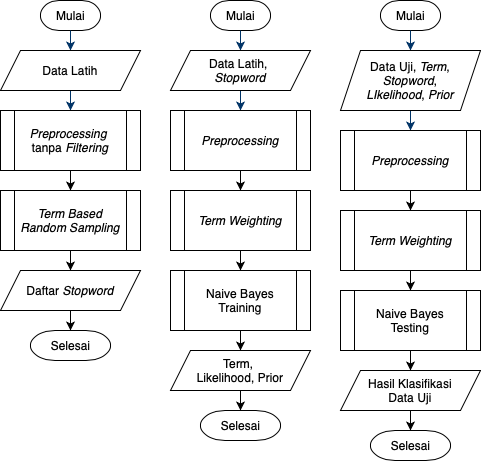 Mulai
Data Latih
Preprocessing
tanpa Filtering
Term Based
Random Sampling
Daftar Stopword
Selesai
Mulai
Data Latih,
Stopword
Preprocessing
Term Weighting
Naive Bayes
Training
Term,
Likelihood, Prior
Selesai
Mulai
Data Uji, Term,
Stopword,
LIkelihood, Prior
Preprocessing
Term Weighting
Naive Bayes
Testing
Hasil Klasifikasi
Data Uji
Selesai